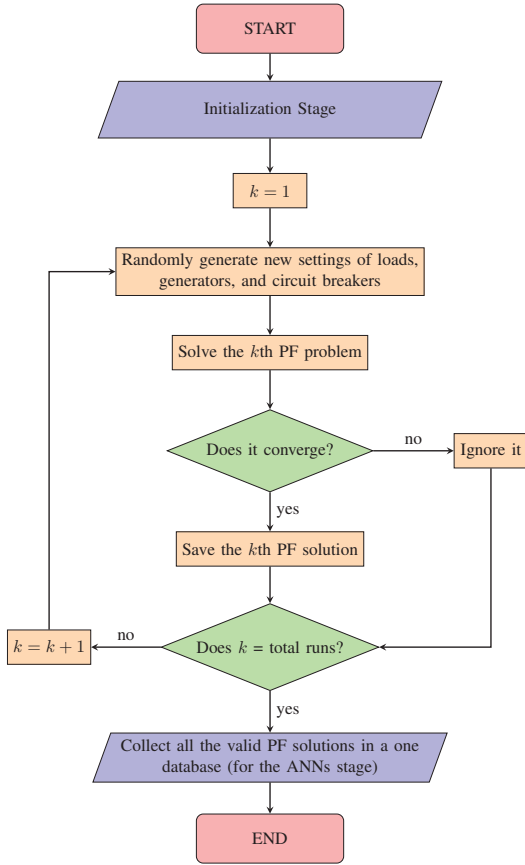 START
Initialization Stage
k = 1
Randomly generate new settings of loads,
generators, and circuit breakers
Solve the kth PF problem
Does it converge?
no
Ignore it
yes
Save the kth PF solution
Does k = total runs?
no
k = k + 1
yes
Collect all the valid PF solutions in a one
database (for the ANNs stage)
END